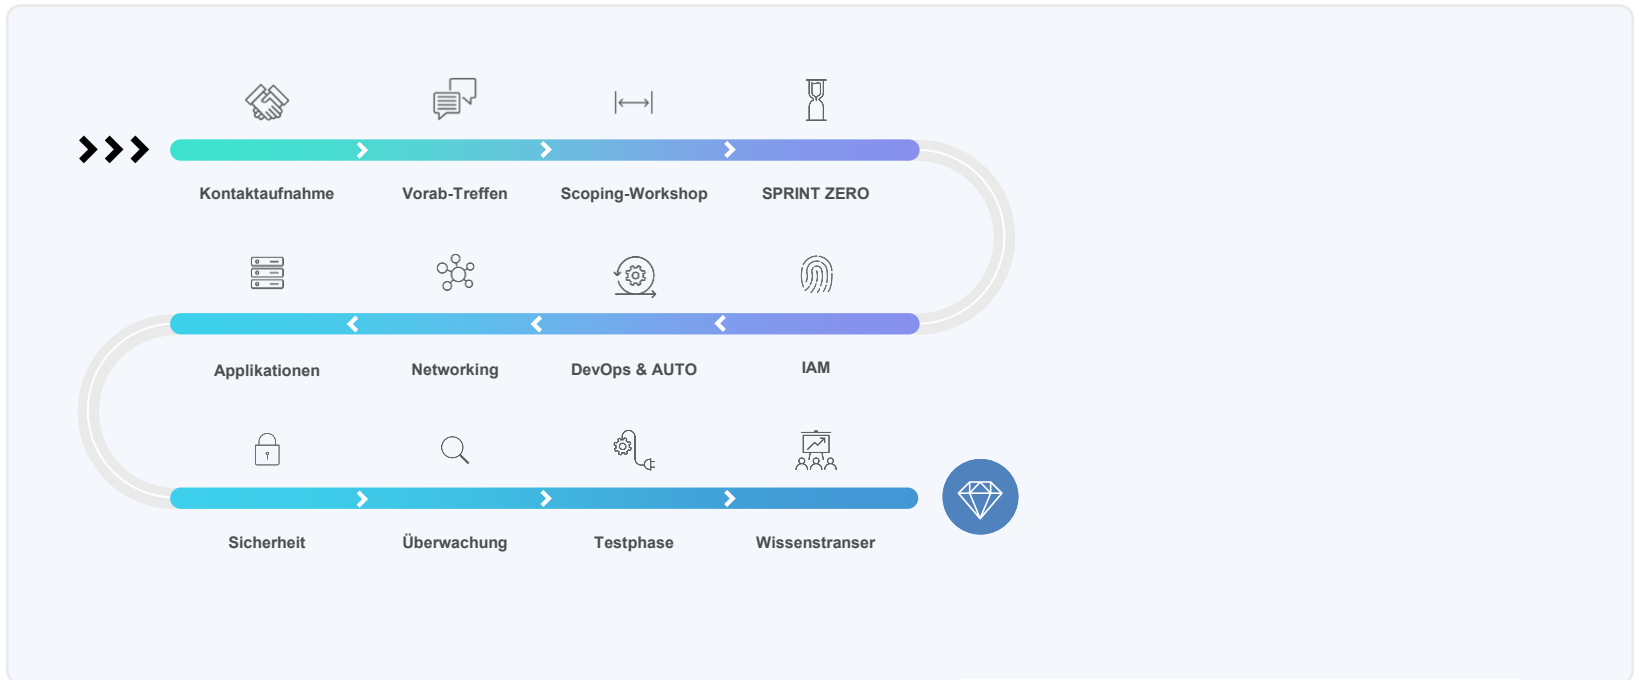 Kontaktaufnahme
Vorab-Treffen
Scoping-Workshop
SPRINT ZERO
Applikationen
Networking
DevOps & AUTO
IAM
Sicherheit
Überwachung
Testphase
Wissenstranser